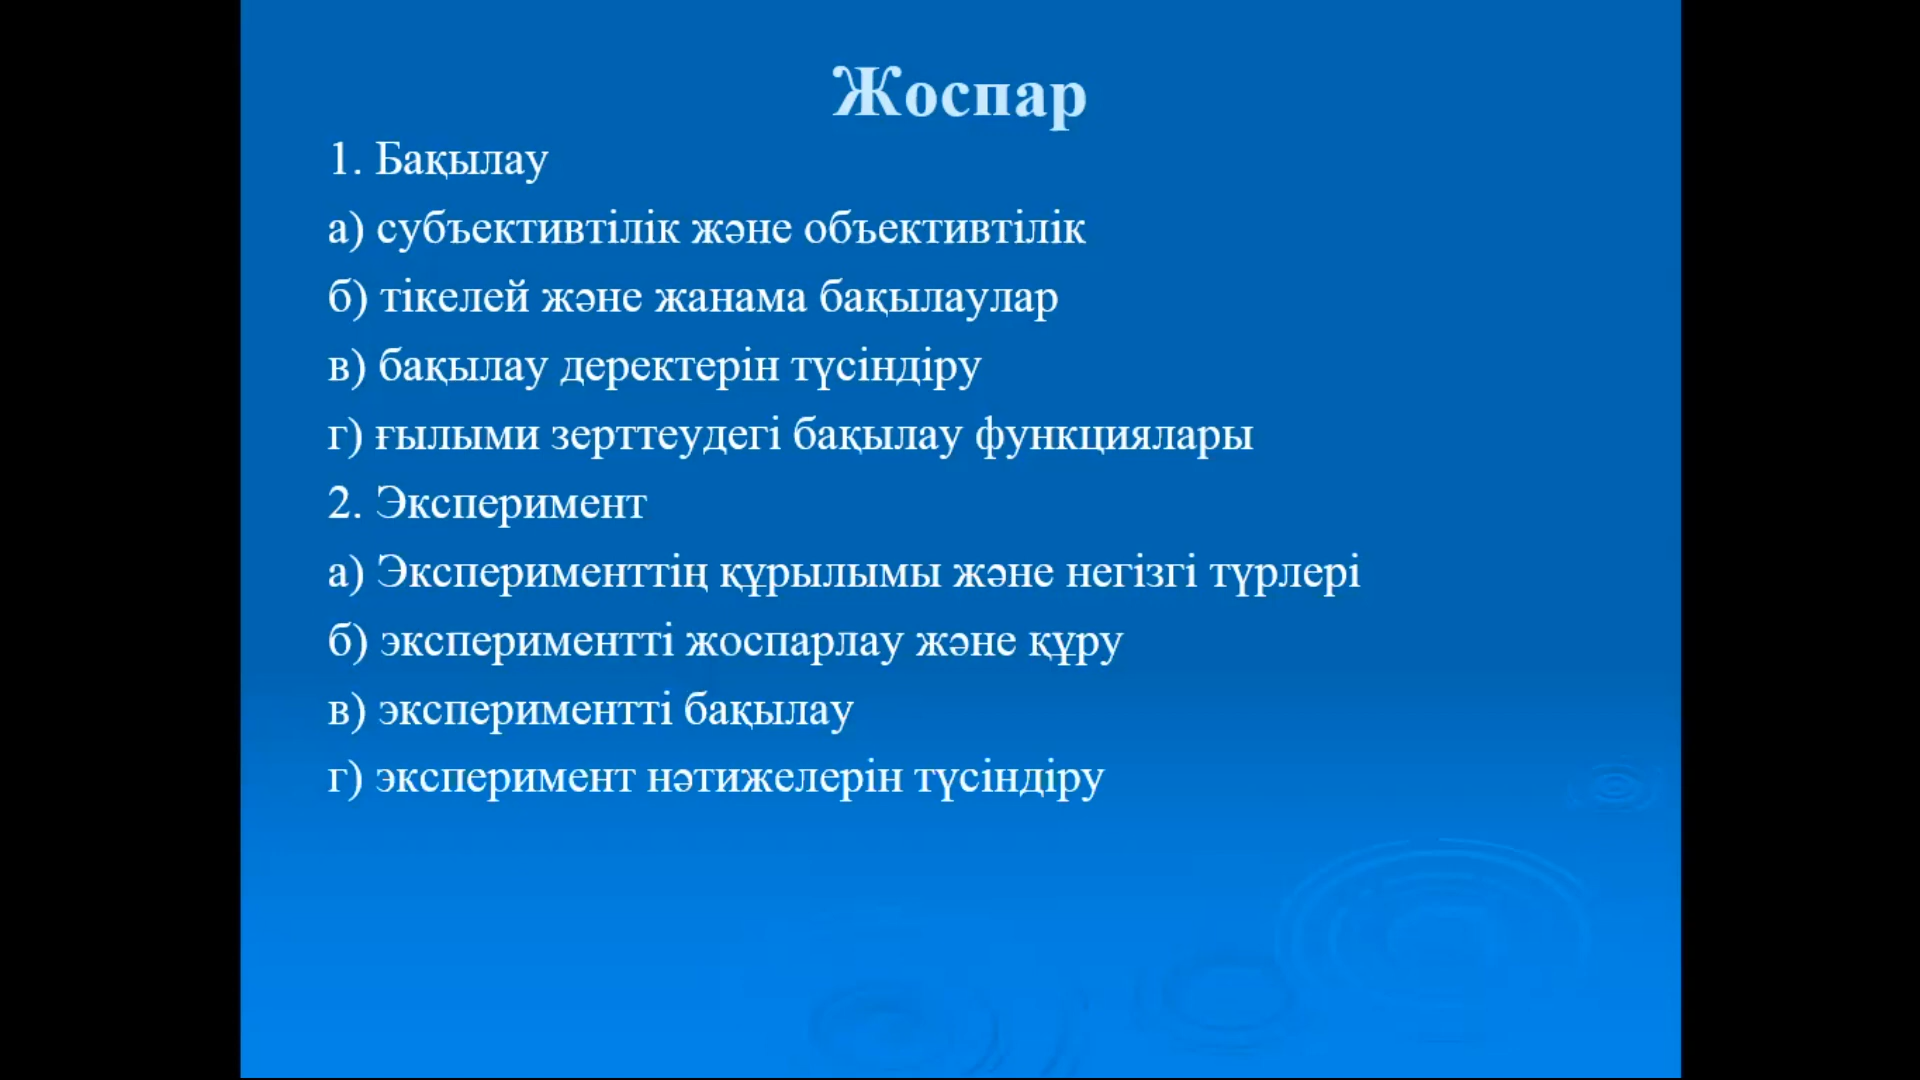 Жоспар
1. Бақылау
а) субъективтілік және объективтілік
б) тікелей және жанама бақылаулар
в) бақылау деректерін түсіндіру
г) ғылыми зерттеудегі бақылау функциялары
2. Эксперимент
а) Эксперименттің құрылымы және негізгі түрлері
б) экспериментті жоспарлау және құру
в) экспериментті бақылау
г) эксперимент нәтижелерін түсіндіру